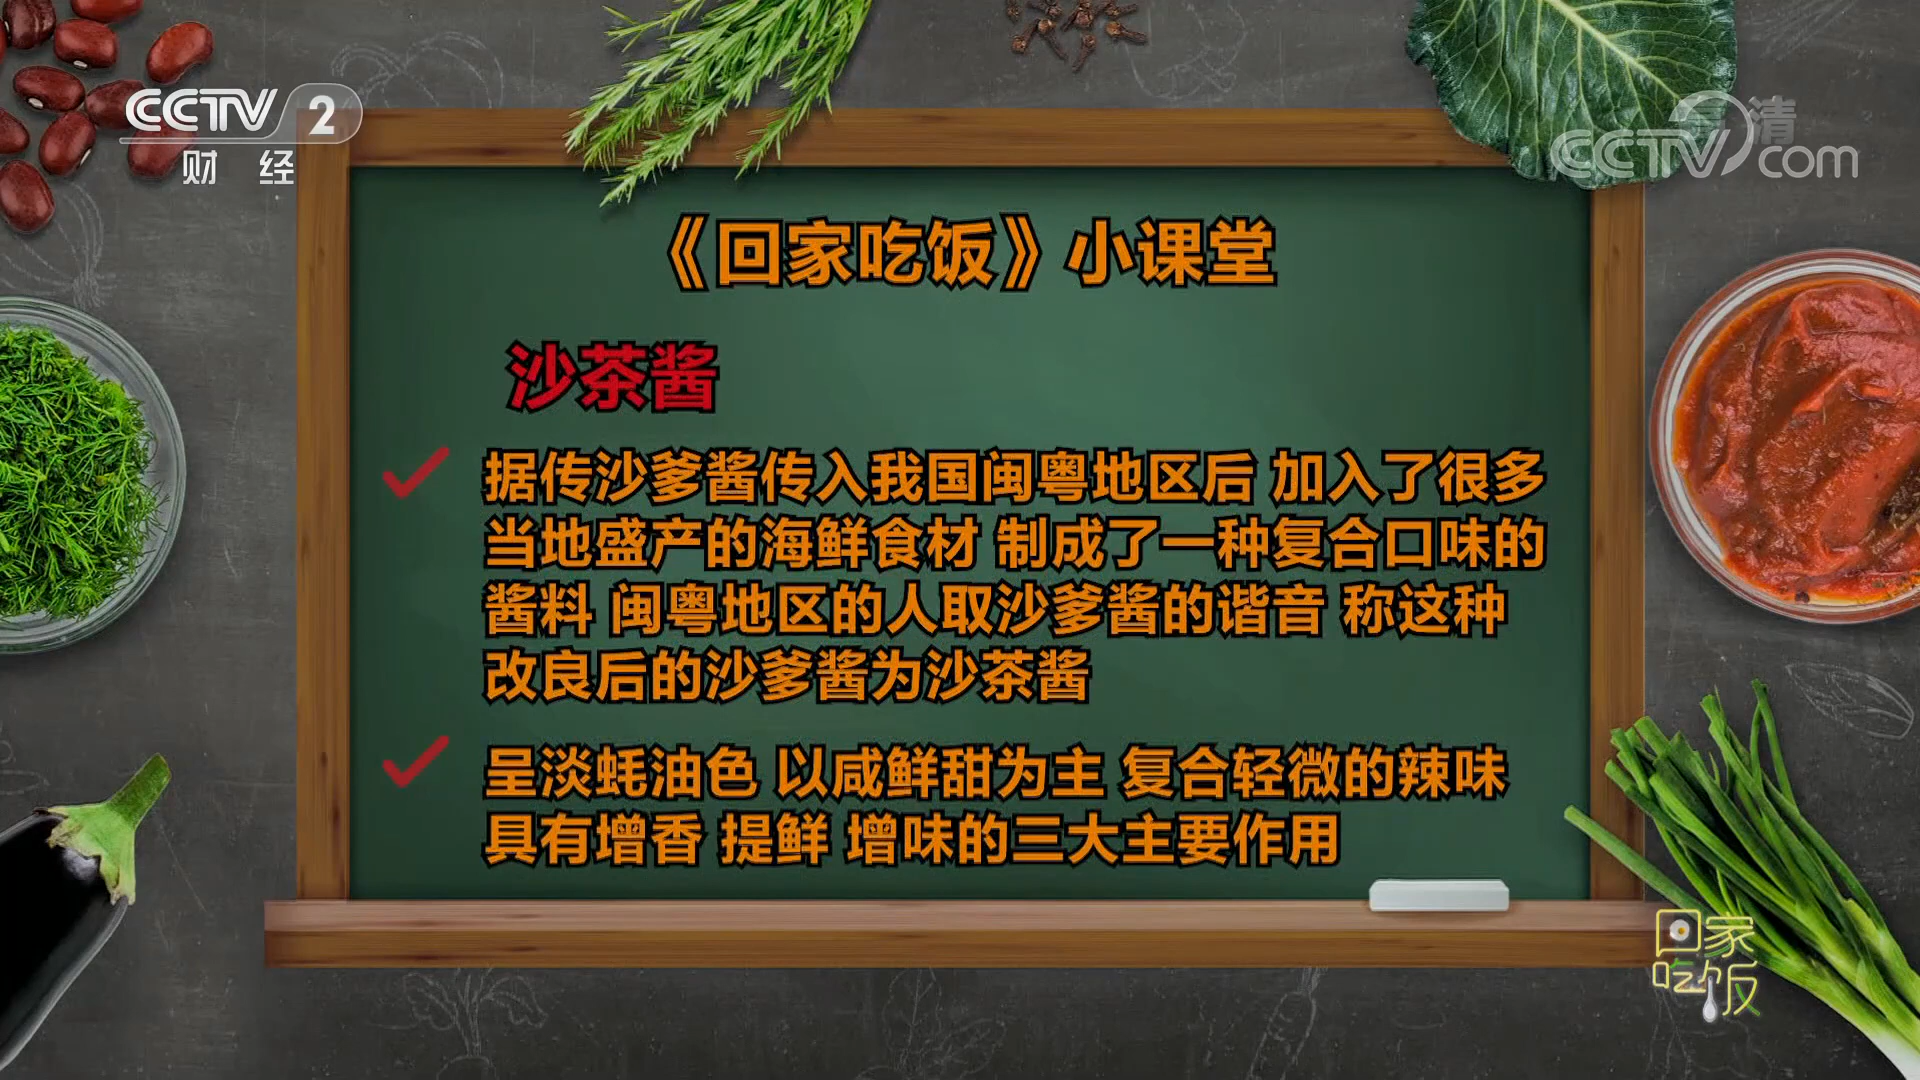 CCTV 2
财 经
高清
CCTV.com
《回家吃饭》小课堂
沙茶酱
据传沙爹酱传入我国闽粤地区后 加入了很多
当地盛产的海鲜食材 制成了一种复合口味的
酱料 闽粤地区的人取沙爹酱的谐音 称这种
改良后的沙爹酱为沙茶酱
呈淡蚝油色 以咸鲜甜为主 复合轻微的辣味
具有增香 提鲜 增味的三大主要作用
回家
吃饭